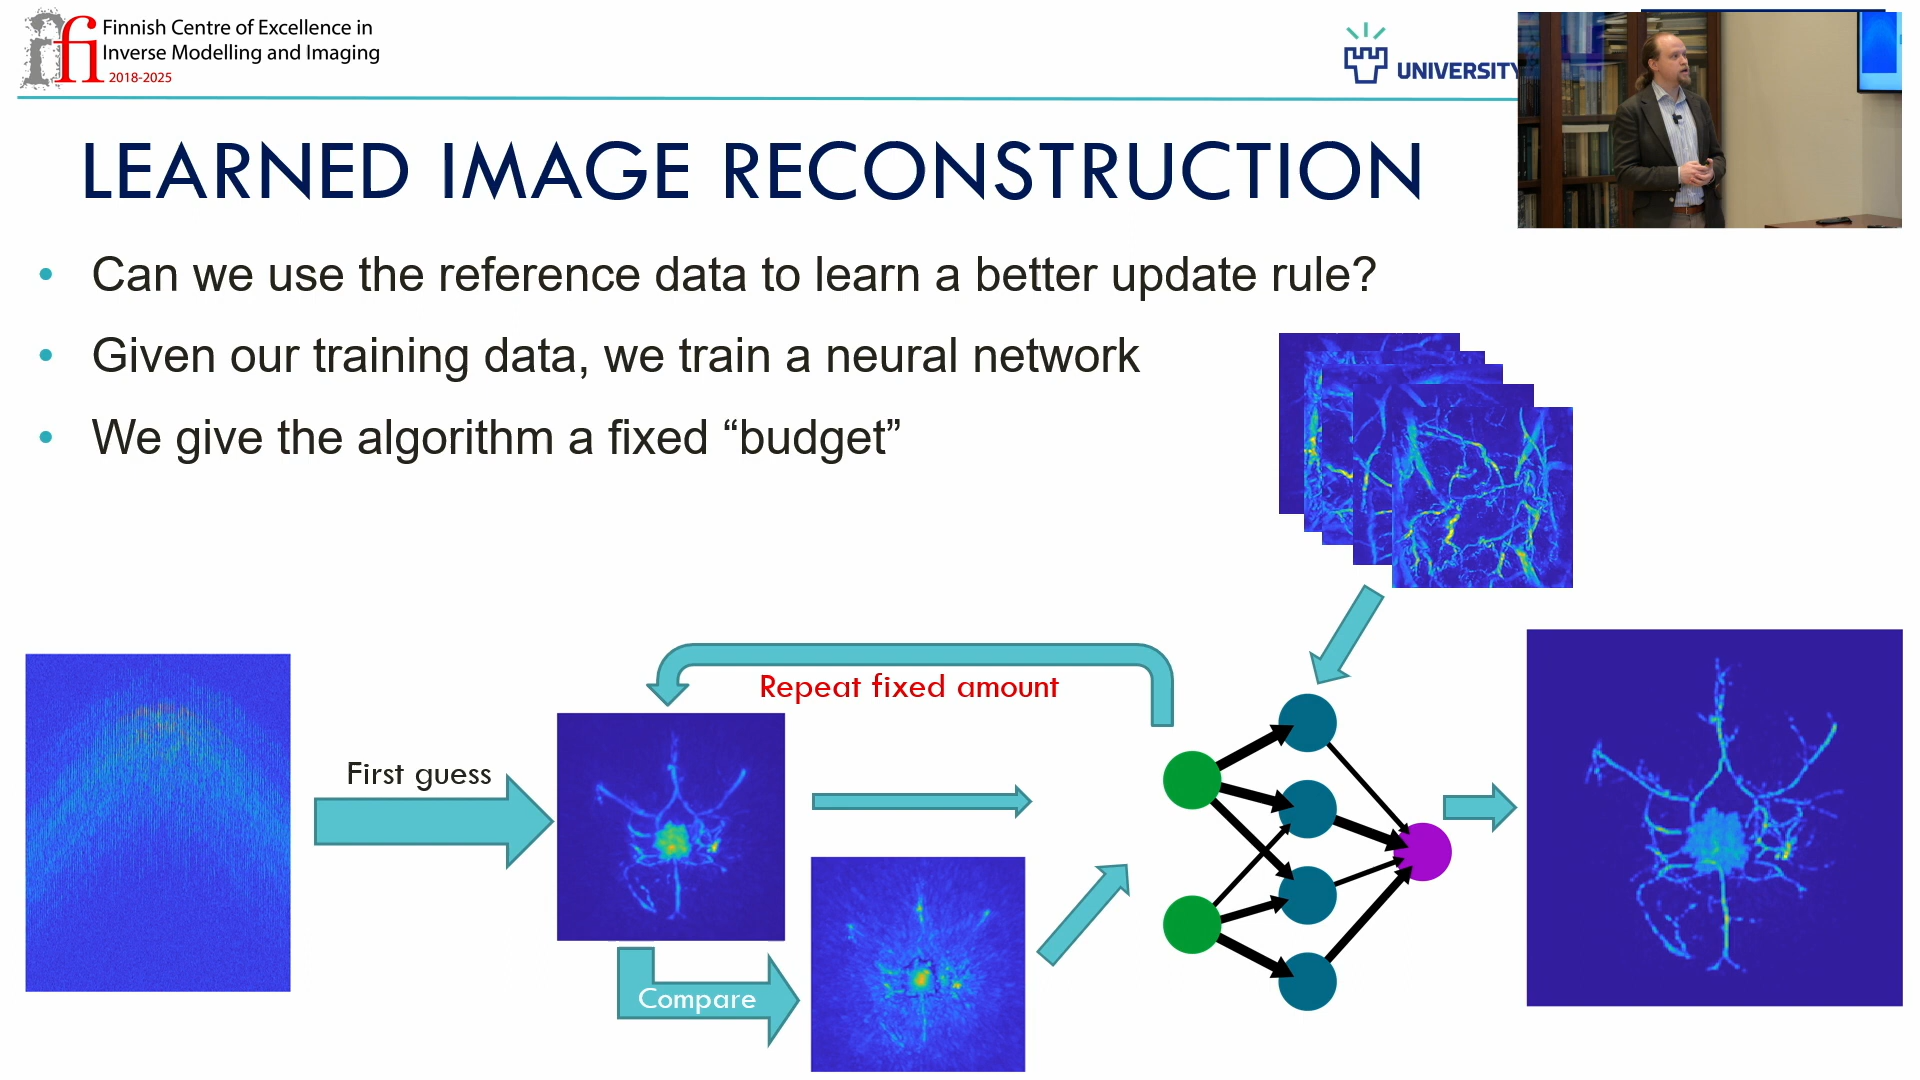 Finnish Centre of Excellence in
Inverse Modelling and Imaging
2018-2025
UNIVERSITY
LEARNED IMAGE RECONSTRUCTION
• Can we use the reference data to learn a better update rule?
• Given our training data, we train a neural network
• We give the algorithm a fixed “budget”
Repeat fixed amount
First guess
Compare